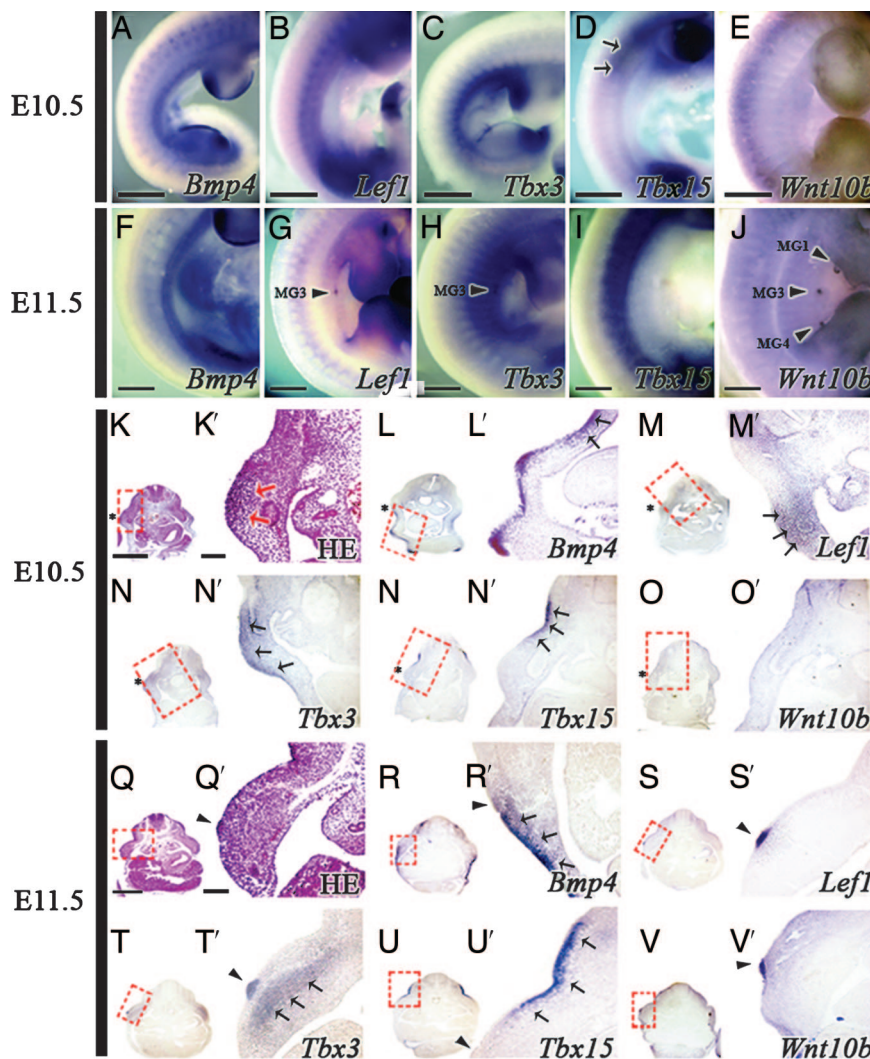 A B C D E
E10.5
Bmp4 Lef1 Tbx3 Tbx15 Wnt10b
F G H I J
MG1
MG3 MG3 MG3
E11.5
MG4
Bmp4 Lef1 Tbx3 Tbx15 Wnt10b
K K′ L L′ M M′
* * *
HE Bmp4 Lef1
E10.5
N N′ N N′ O O′
* * *
Tbx3 Tbx15 Wnt10b
Q Q′ R R′ S S′
HE Bmp4 Lef1
E11.5
T T′ U U′ V V′
Tbx3 Tbx15 Wnt10b